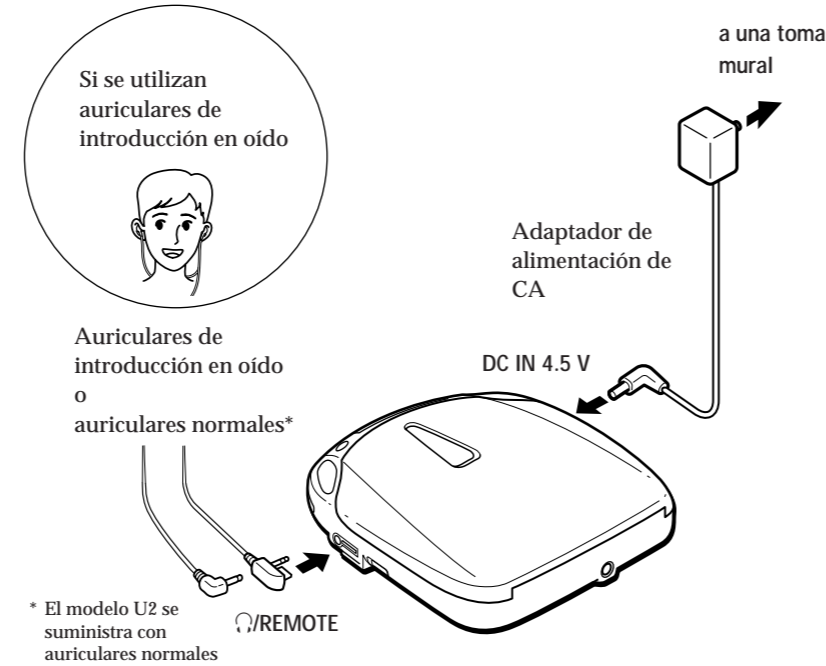 Si se utilizan
auriculares de
introducción en oído
a una toma
mural
Adaptador de
alimentación de
CA
DC IN 4.5 V
Auriculares de
introducción en oído
o
auriculares normales*
🎧/REMOTE
* El modelo U2 se
suministra con
auriculares normales